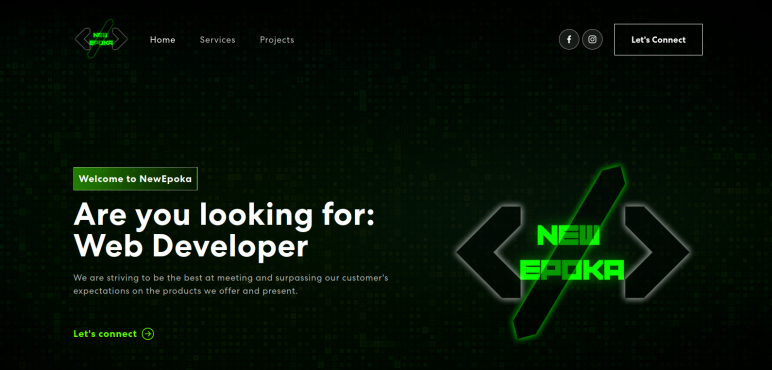 NEW
EPOKA
Home
Services
Projects
Let's Connect
Welcome to NewEpoka
Are you looking for:
Web Developer
We are striving to be the best at meeting and surpassing our customer's
expectations on the products we offer and present.
Let's connect
NEW
EPOKA